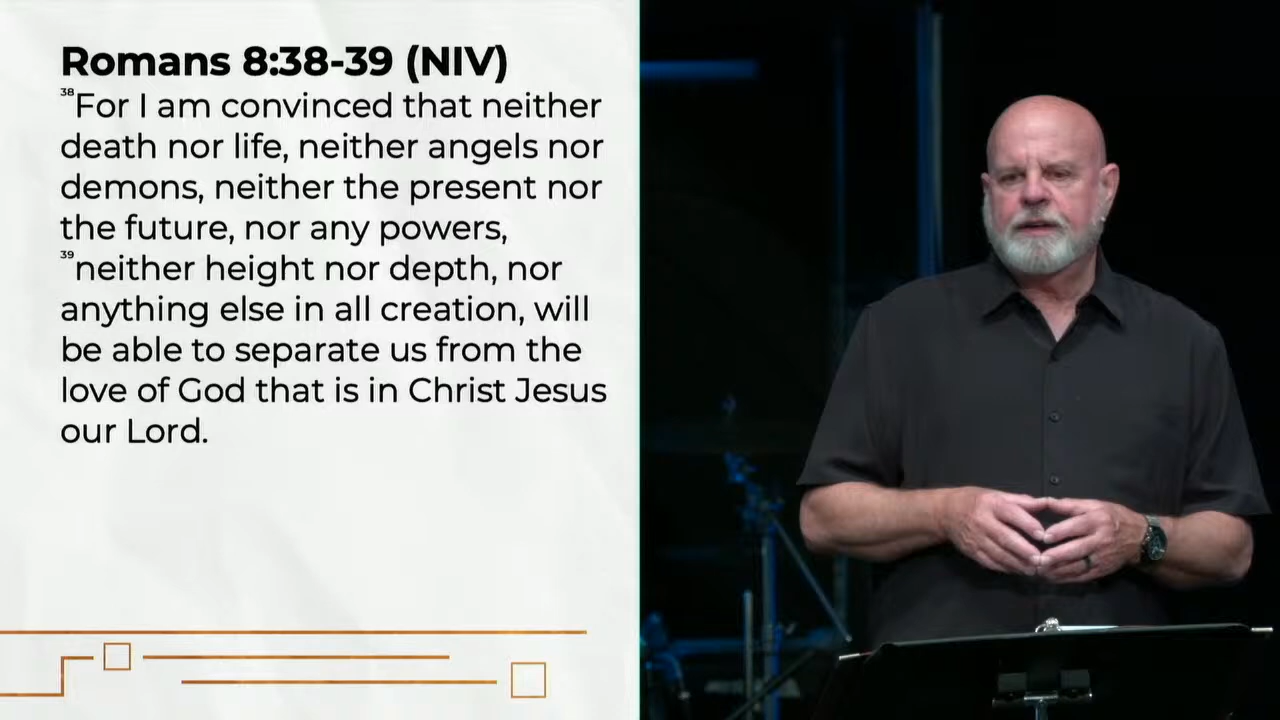 Romans 8:38-39 (NIV)
38For I am convinced that neither
death nor life, neither angels nor
demons, neither the present nor
the future, nor any powers,
39neither height nor depth, nor
anything else in all creation, will
be able to separate us from the
love of God that is in Christ Jesus
our Lord.